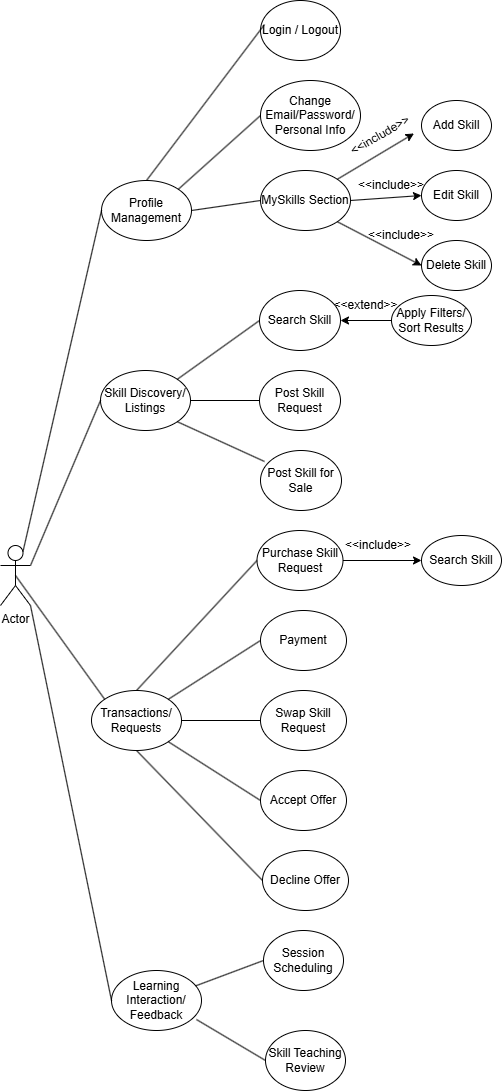 Login / Logout
Change
Email/Password/
Personal Info
<<include>>
Add Skill
Profile
Management
MySkills Section
<<include>>
Edit Skill
<<include>>
Delete Skill
Search Skill
<<extend>>
Apply Filters/
Sort Results
Skill Discovery/
Listings
Post Skill
Request
Post Skill for
Sale
Actor
Purchase Skill
Request
<<include>>
Search Skill
Payment
Transactions/
Requests
Swap Skill
Request
Accept Offer
Decline Offer
Session
Scheduling
Learning
Interaction/
Feedback
Skill Teaching
Review